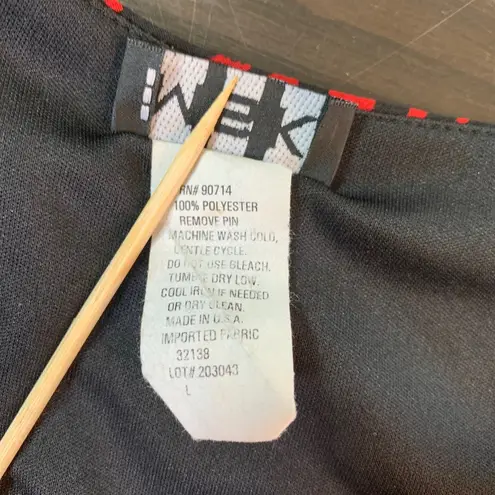 WEK
RN# 90714
100% POLYESTER
REMOVE PIN
MACHINE WASH COLD,
GENTLE CYCLE.
DO NOT USE BLEACH.
TUMBLE DRY LOW.
COOL IRON IF NEEDED
OR DRY CLEAN.
MADE IN U.S.A.
IMPORTED FABRIC
32138
LOT#203043
L